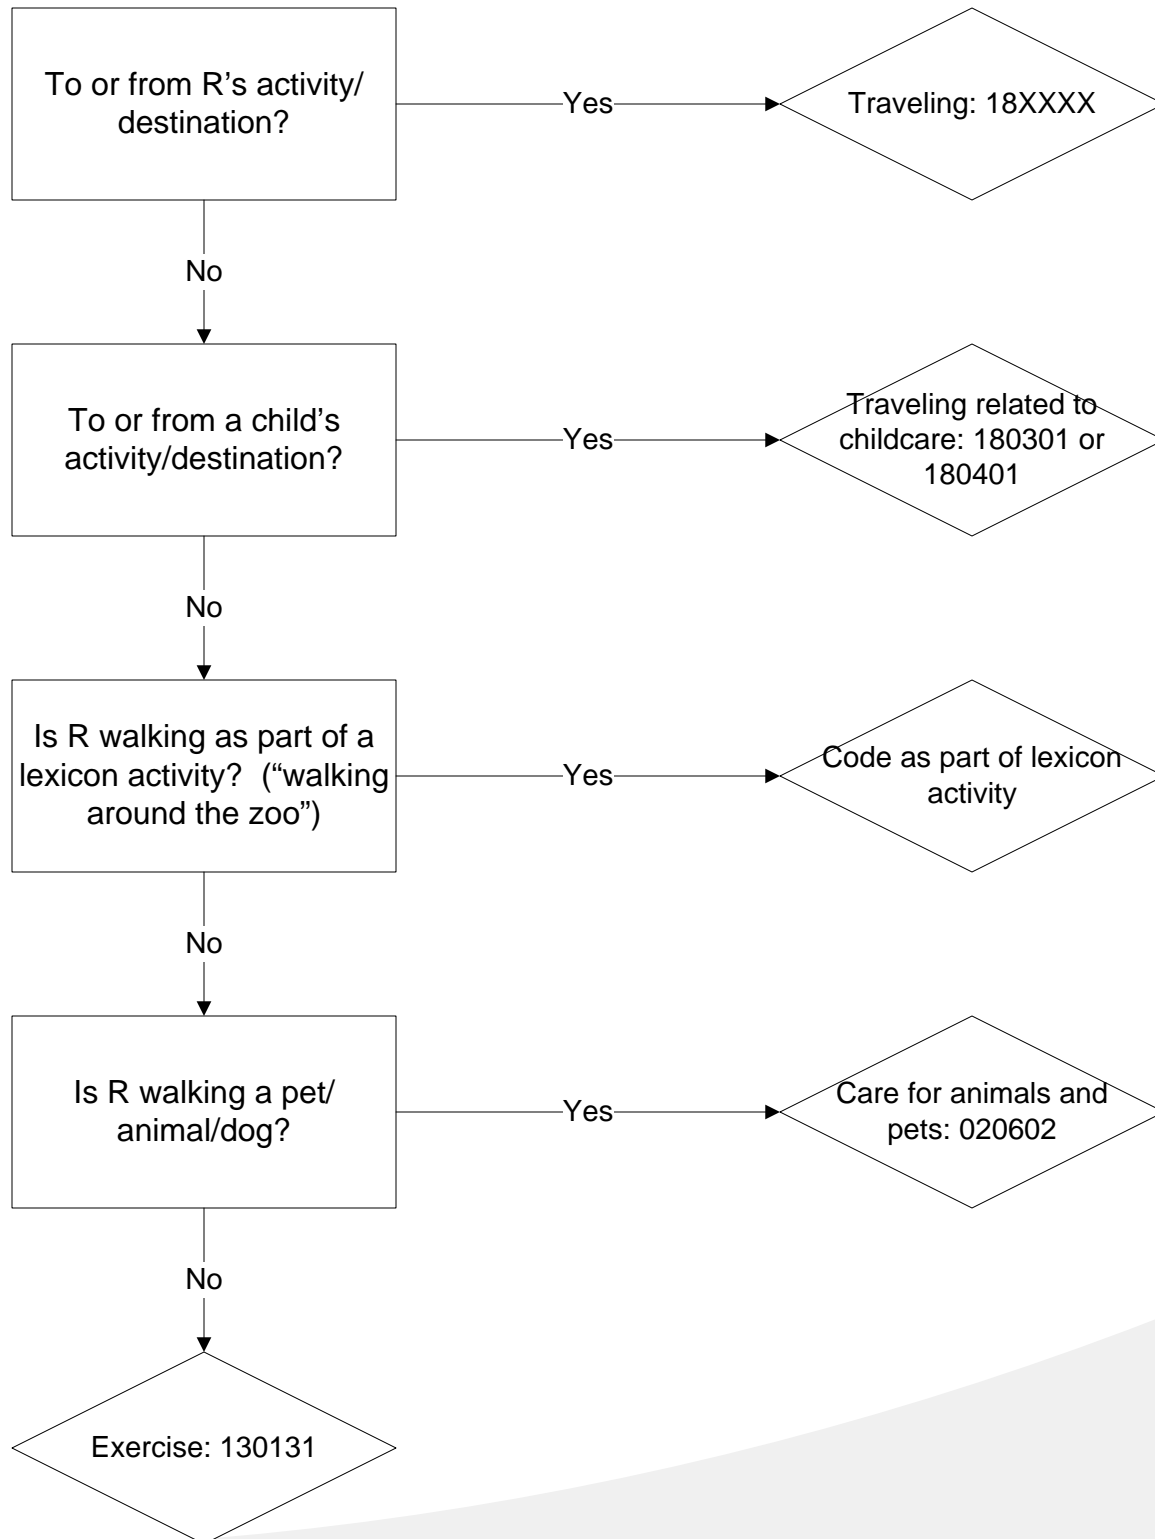 To or from R’s activity/
destination?
Yes
Traveling: 18XXXX
No
To or from a child’s
activity/destination?
Yes
Traveling related to
childcare: 180301 or
180401
No
Is R walking as part of a
lexicon activity?  (“walking
around the zoo”)
Yes
Code as part of lexicon
activity
No
Is R walking a pet/
animal/dog?
Yes
Care for animals and
pets: 020602
No
Exercise: 130131